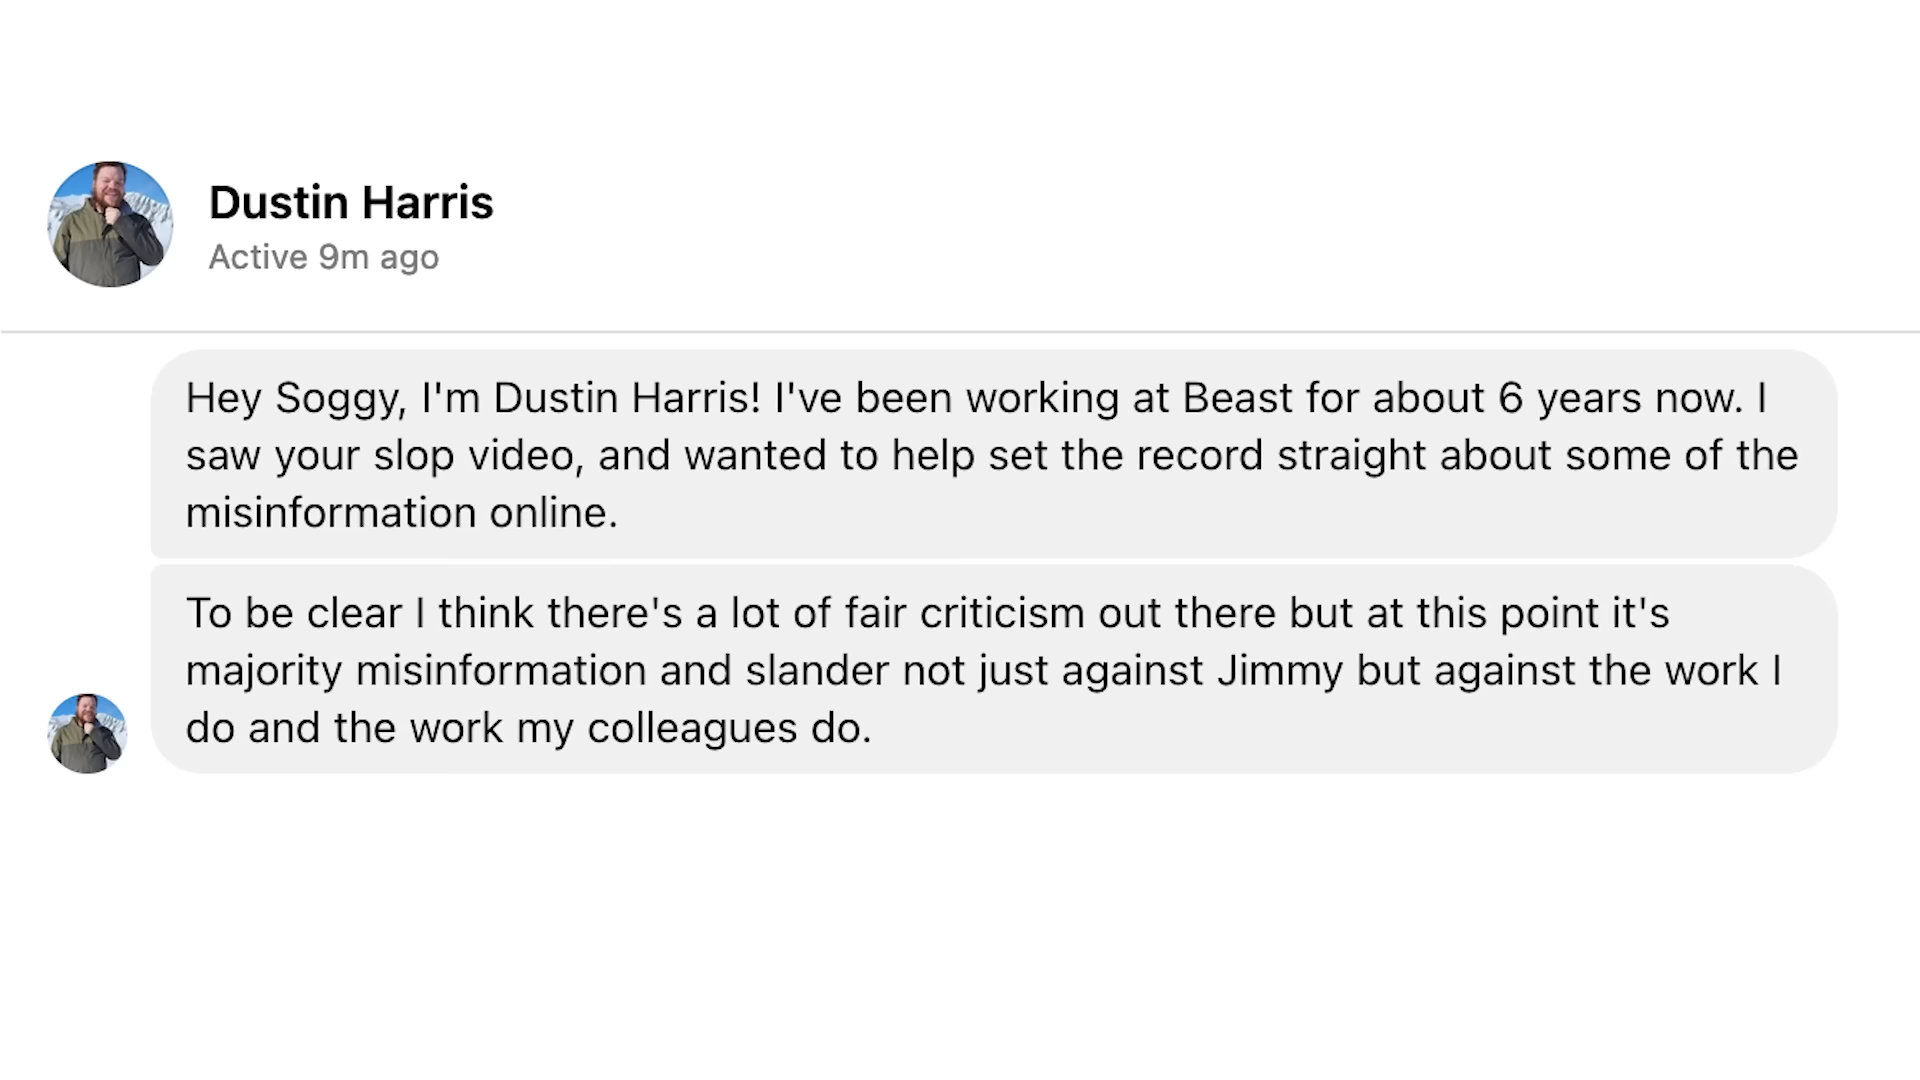 Dustin Harris
Active 9m ago
Hey Soggy, I'm Dustin Harris! I've been working at Beast for about 6 years now. I
saw your slop video, and wanted to help set the record straight about some of the
misinformation online.
To be clear I think there's a lot of fair criticism out there but at this point it's
majority misinformation and slander not just against Jimmy but against the work I
do and the work my colleagues do.